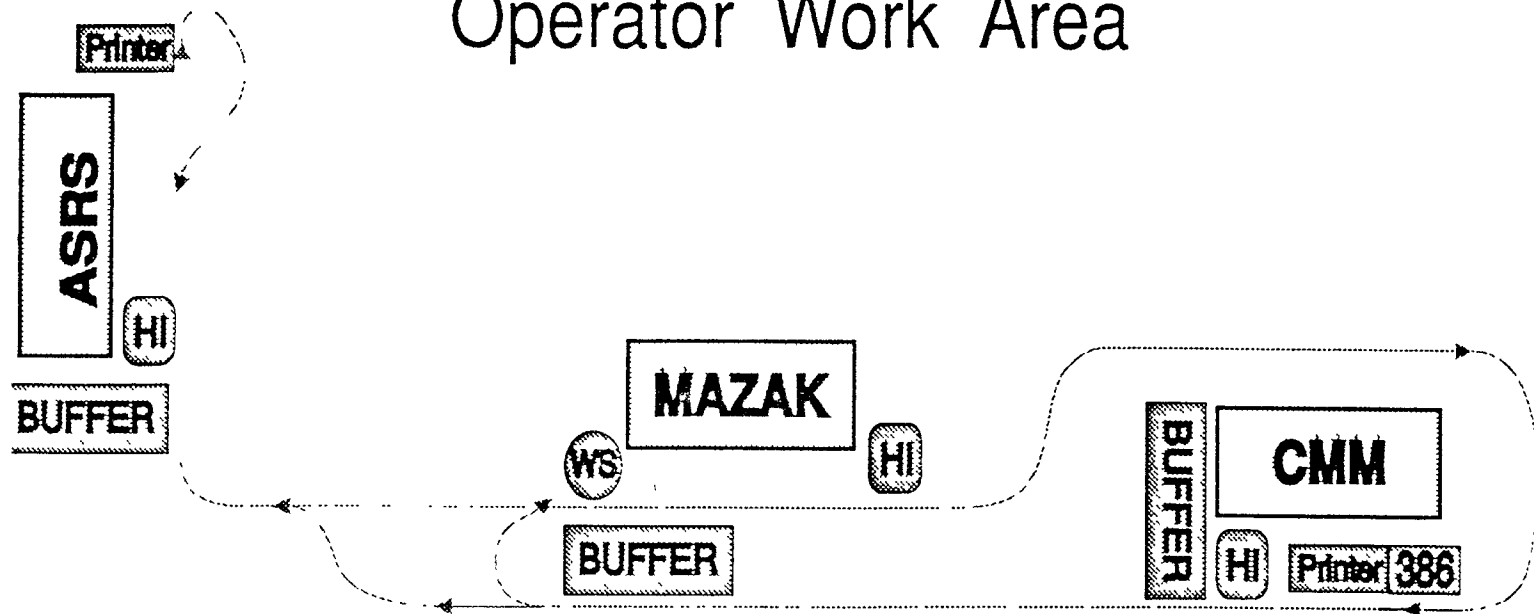 Operator Work Area
Printer
ASRS
HI
BUFFER
MAZAK
WS
HI
BUFFER
BUFFER
CMM
HI
Printer
386